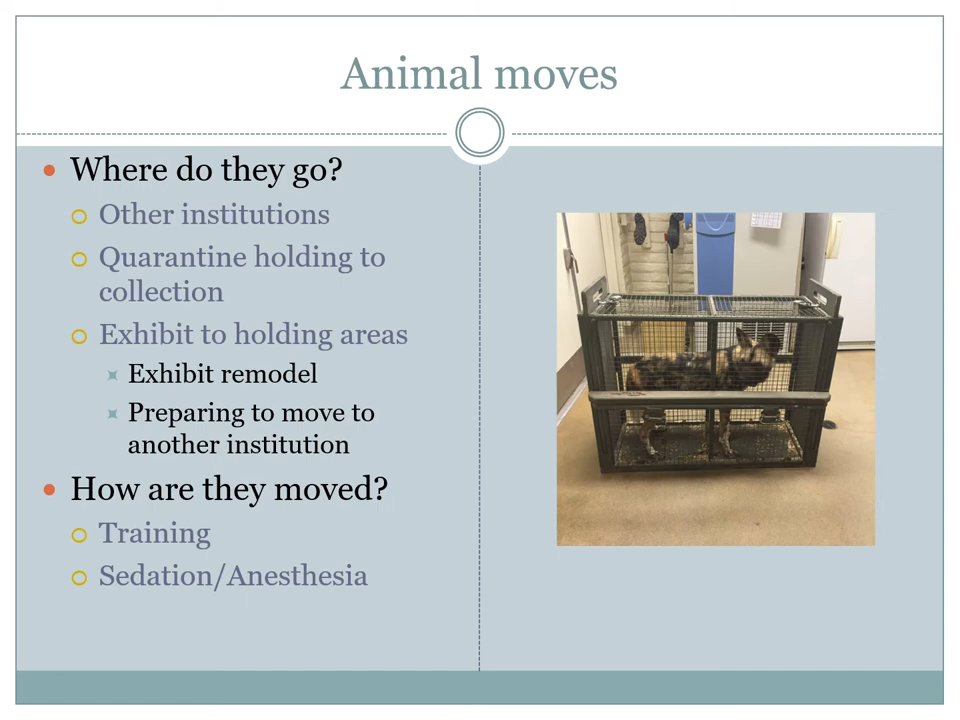 Animal moves
Where do they go?
Other institutions
Quarantine holding to
collection
Exhibit to holding areas
Exhibit remodel
Preparing to move to
another institution
How are they moved?
Training
Sedation/Anesthesia